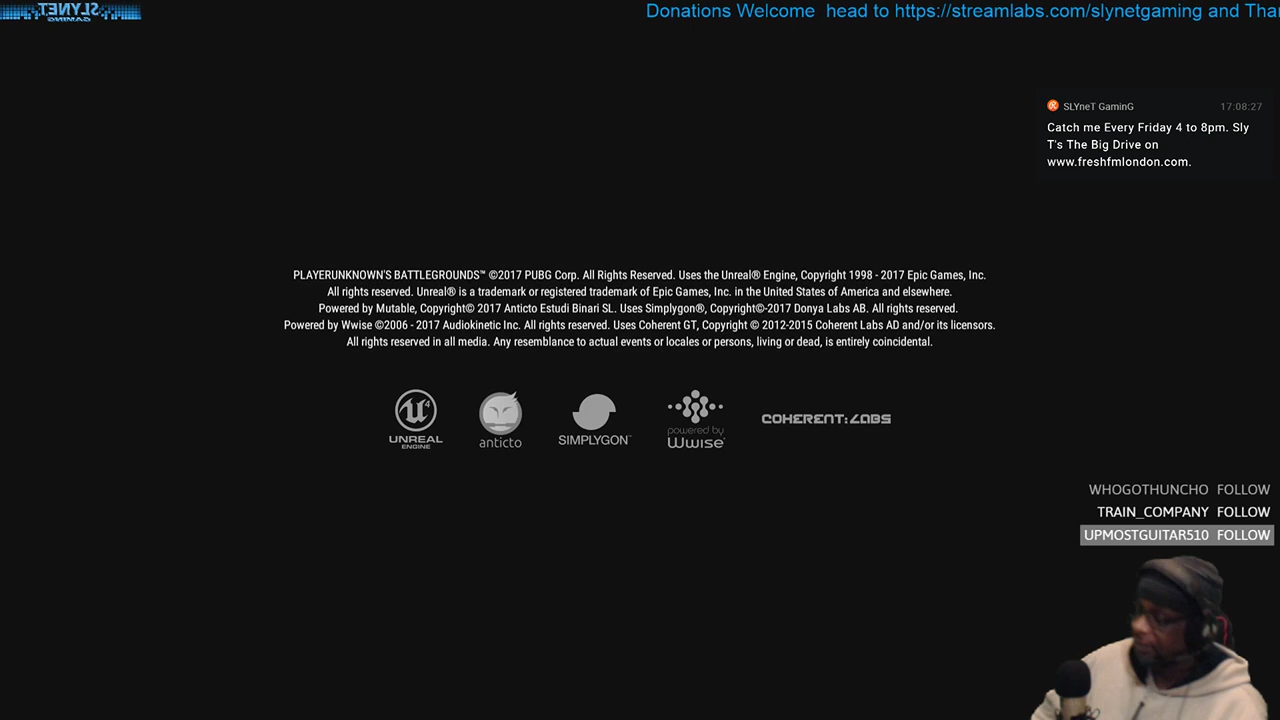 SLYNET
GAMING
Donations Welcome head to https://streamlabs.com/slynetgaming and Than
SLYneT GaminG 17:08:27
Catch me Every Friday 4 to 8pm. Sly
T's The Big Drive on
www.freshfmlondon.com.
PLAYERUNKNOWN'S BATTLEGROUNDS™ ©2017 PUBG Corp. All Rights Reserved. Uses the Unreal® Engine, Copyright 1998 - 2017 Epic Games, Inc.
All rights reserved. Unreal® is a trademark or registered trademark of Epic Games, Inc. in the United States of America and elsewhere.
Powered by Mutable, Copyright© 2017 Anticto Estudi Binari SL. Uses Simplygon®, Copyright©-2017 Donya Labs AB. All rights reserved.
Powered by Wwise ©2006 - 2017 Audiokinetic Inc. All rights reserved. Uses Coherent GT, Copyright © 2012-2015 Coherent Labs AD and/or its licensors.
All rights reserved in all media. Any resemblance to actual events or locales or persons, living or dead, is entirely coincidental.
U 4
UNREAL
ENGINE
anticto
SIMPLYGON™
powered by
Wwise®
COHERENT:LABS
WHOGOTHUNCHO FOLLOW
TRAIN_COMPANY FOLLOW
UPMOSTGUITAR510 FOLLOW